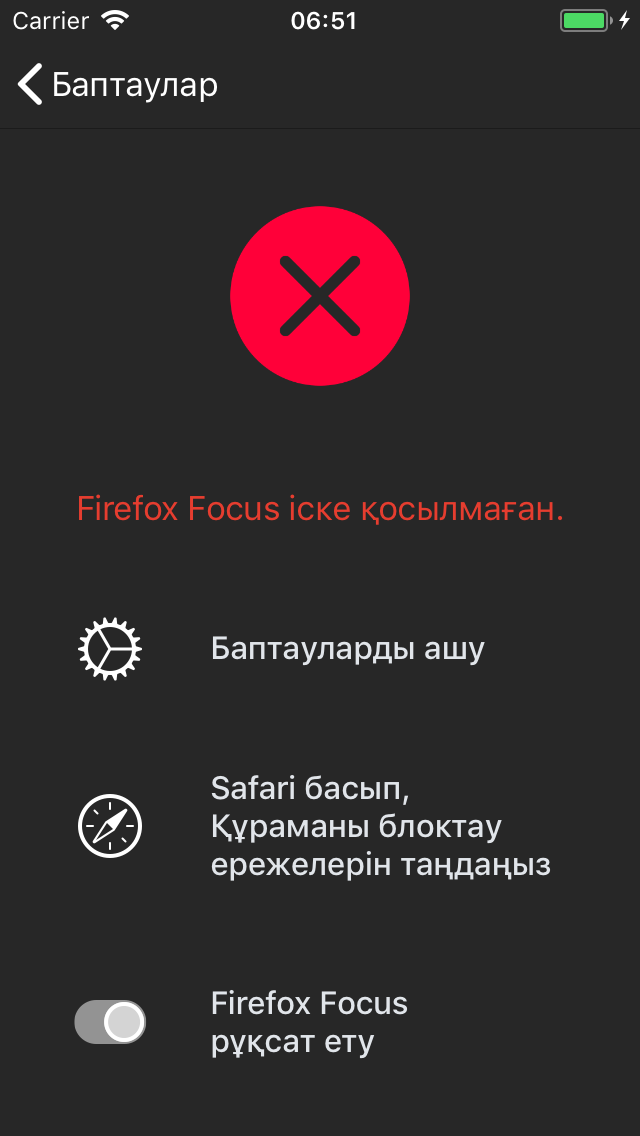 Carrier 06:51
Баптаулар
Firefox Focus іске қосылмаған.
Баптауларды ашу
Safari басып,
Құраманы блоктау
ережелерін таңдаңыз
Firefox Focus
рұқсат ету